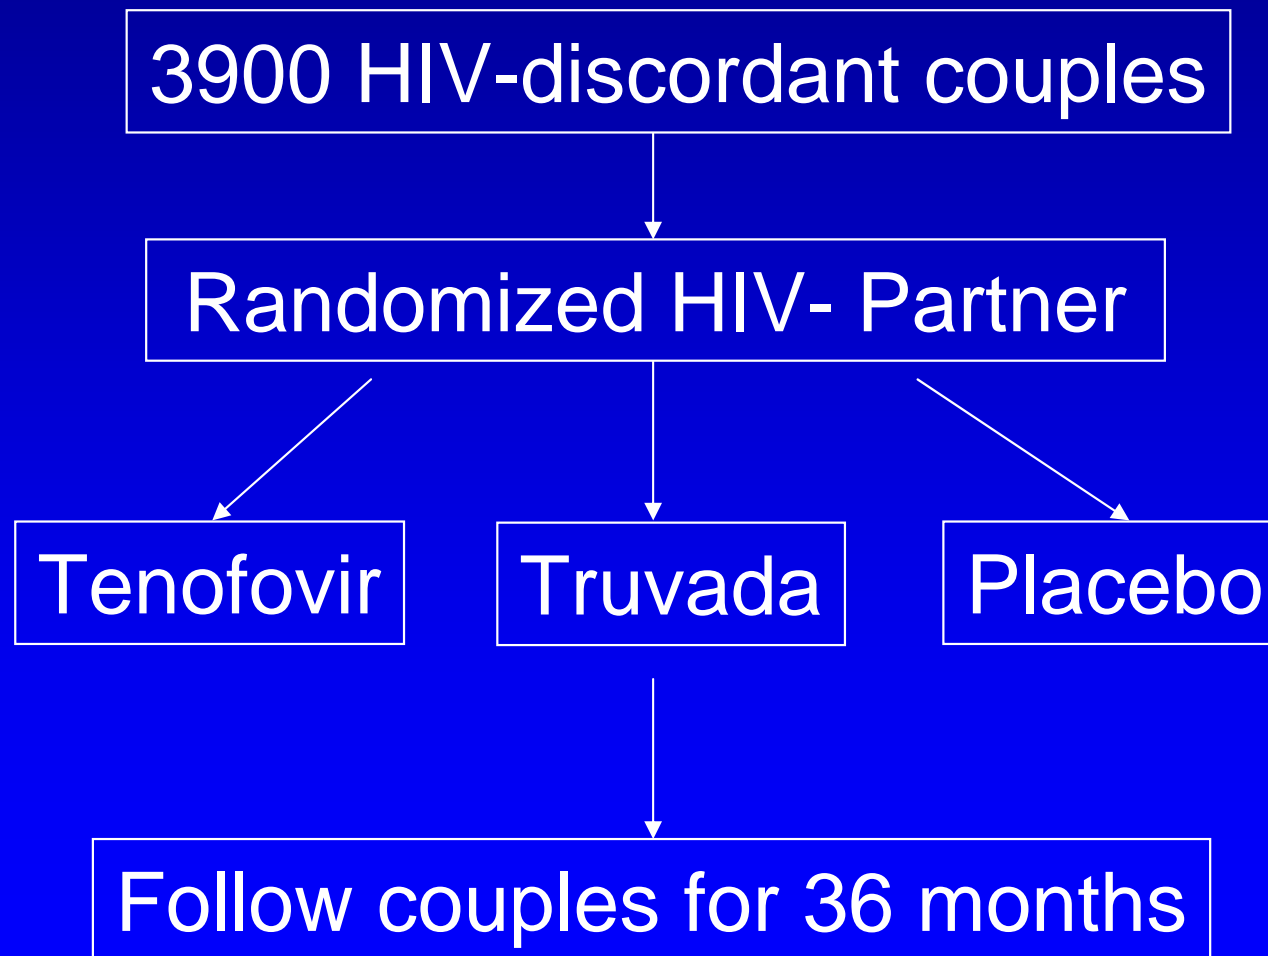 3900 HIV-discordant couples
Randomized HIV- Partner
Tenofovir
Truvada
Placebo
Follow couples for 36 months